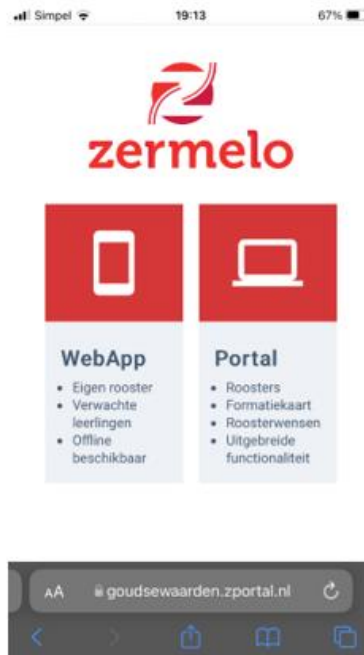 Simpel 19:13 67%
zermelo
WebApp
• Eigen rooster
• Verwachte
leerlingen
• Offline
beschikbaar
Portal
• Roosters
• Formatiekaart
• Roosterwensen
• Uitgebreide
functionaliteit
AA goudsewaarden.zportal.nl